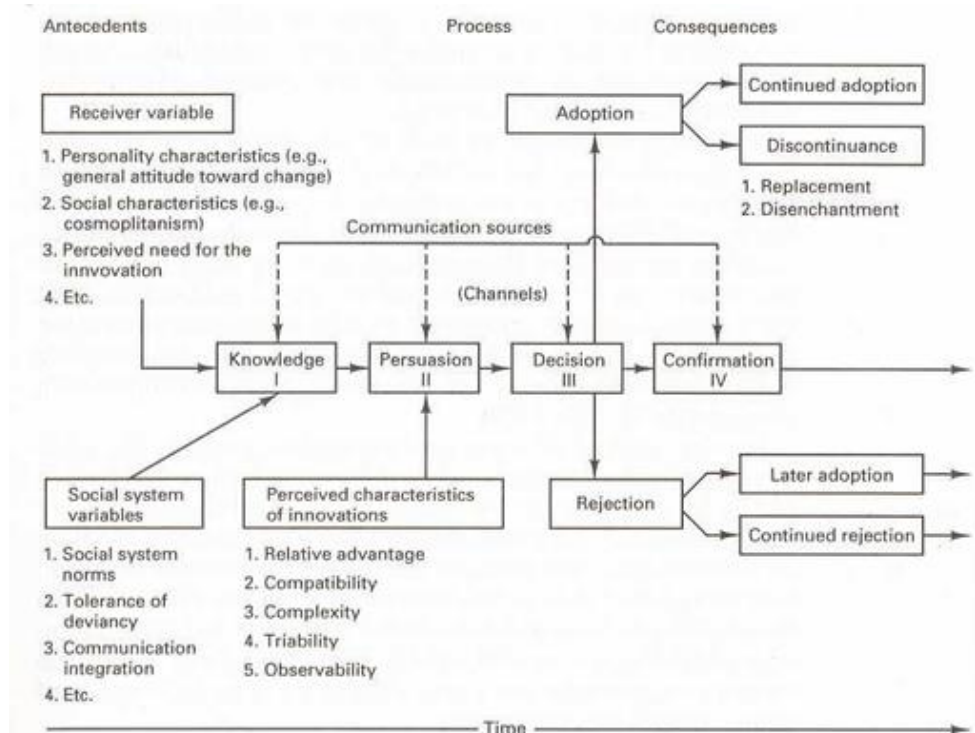 Antecedents
Process
Consequences
Receiver variable
1. Personality characteristics (e.g.,
general attitude toward change)
2. Social characteristics (e.g.,
cosmoplitanism)
3. Perceived need for the
innvovation
4. Etc.
Adoption
Continued adoption
Discontinuance
1. Replacement
2. Disenchantment
Communication sources
(Channels)
Knowledge
I
Persuasion
II
Decision
III
Confirmation
IV
Social system
variables
1. Social system
norms
2. Tolerance of
deviancy
3. Communication
integration
4. Etc.
Perceived characteristics
of innovations
1. Relative advantage
2. Compatibility
3. Complexity
4. Triability
5. Observability
Rejection
Later adoption
Continued rejection
Time